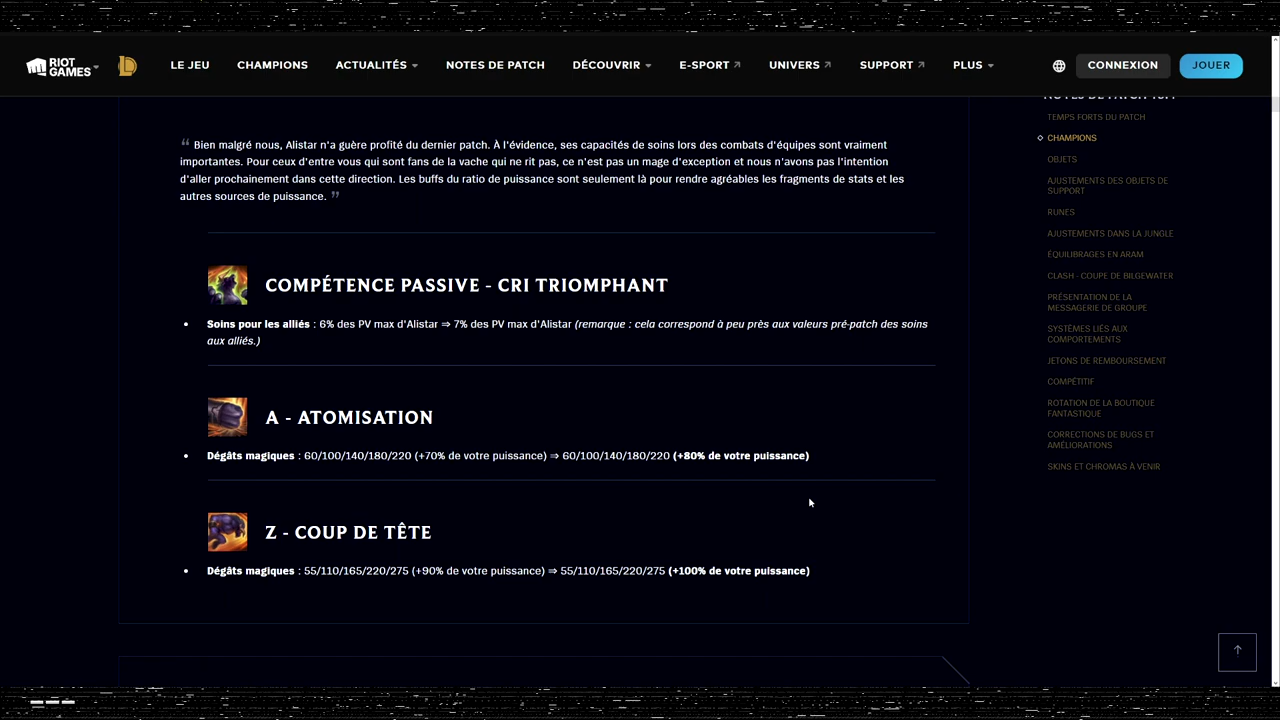 RIOT GAMES
LE JEU
CHAMPIONS
ACTUALITÉS
NOTES DE PATCH
DÉCOUVRIR
E-SPORT
UNIVERS
SUPPORT
PLUS
CONNEXION
JOUER
“ Bien malgré nous, Alistar n'a guère profité du dernier patch. À l'évidence, ses capacités de soins lors des combats d'équipes sont vraiment
importantes. Pour ceux d'entre vous qui sont fans de la vache qui ne rit pas, ce n'est pas un mage d'exception et nous n'avons pas l'intention
d'aller prochainement dans cette direction. Les buffs du ratio de puissance sont seulement là pour rendre agréables les fragments de stats et les
autres sources de puissance. ”
COMPÉTENCE PASSIVE - CRI TRIOMPHANT
• Soins pour les alliés : 6% des PV max d'Alistar ⇒ 7% des PV max d'Alistar (remarque : cela correspond à peu près aux valeurs pré-patch des soins
aux alliés.)
A - ATOMISATION
• Dégâts magiques : 60/100/140/180/220 (+70% de votre puissance) ⇒ 60/100/140/180/220 (+80% de votre puissance)
Z - COUP DE TÊTE
• Dégâts magiques : 55/110/165/220/275 (+90% de votre puissance) ⇒ 55/110/165/220/275 (+100% de votre puissance)
NOTES DE PATCH
TEMPS FORTS DU PATCH
CHAMPIONS
OBJETS
AJUSTEMENTS DES OBJETS DE
SUPPORT
RUNES
AJUSTEMENTS DANS LA JUNGLE
ÉQUILIBRAGES EN ARAM
CLASH - COUPE DE BILGEWATER
PRÉSENTATION DE LA
MESSAGERIE DE GROUPE
SYSTÈMES LIÉS AUX
COMPORTEMENTS
JETONS DE REMBOURSEMENT
COMPÉTITIF
ROTATION DE LA BOUTIQUE
FANTASTIQUE
CORRECTIONS DE BUGS ET
AMÉLIORATIONS
SKINS ET CHROMAS À VENIR